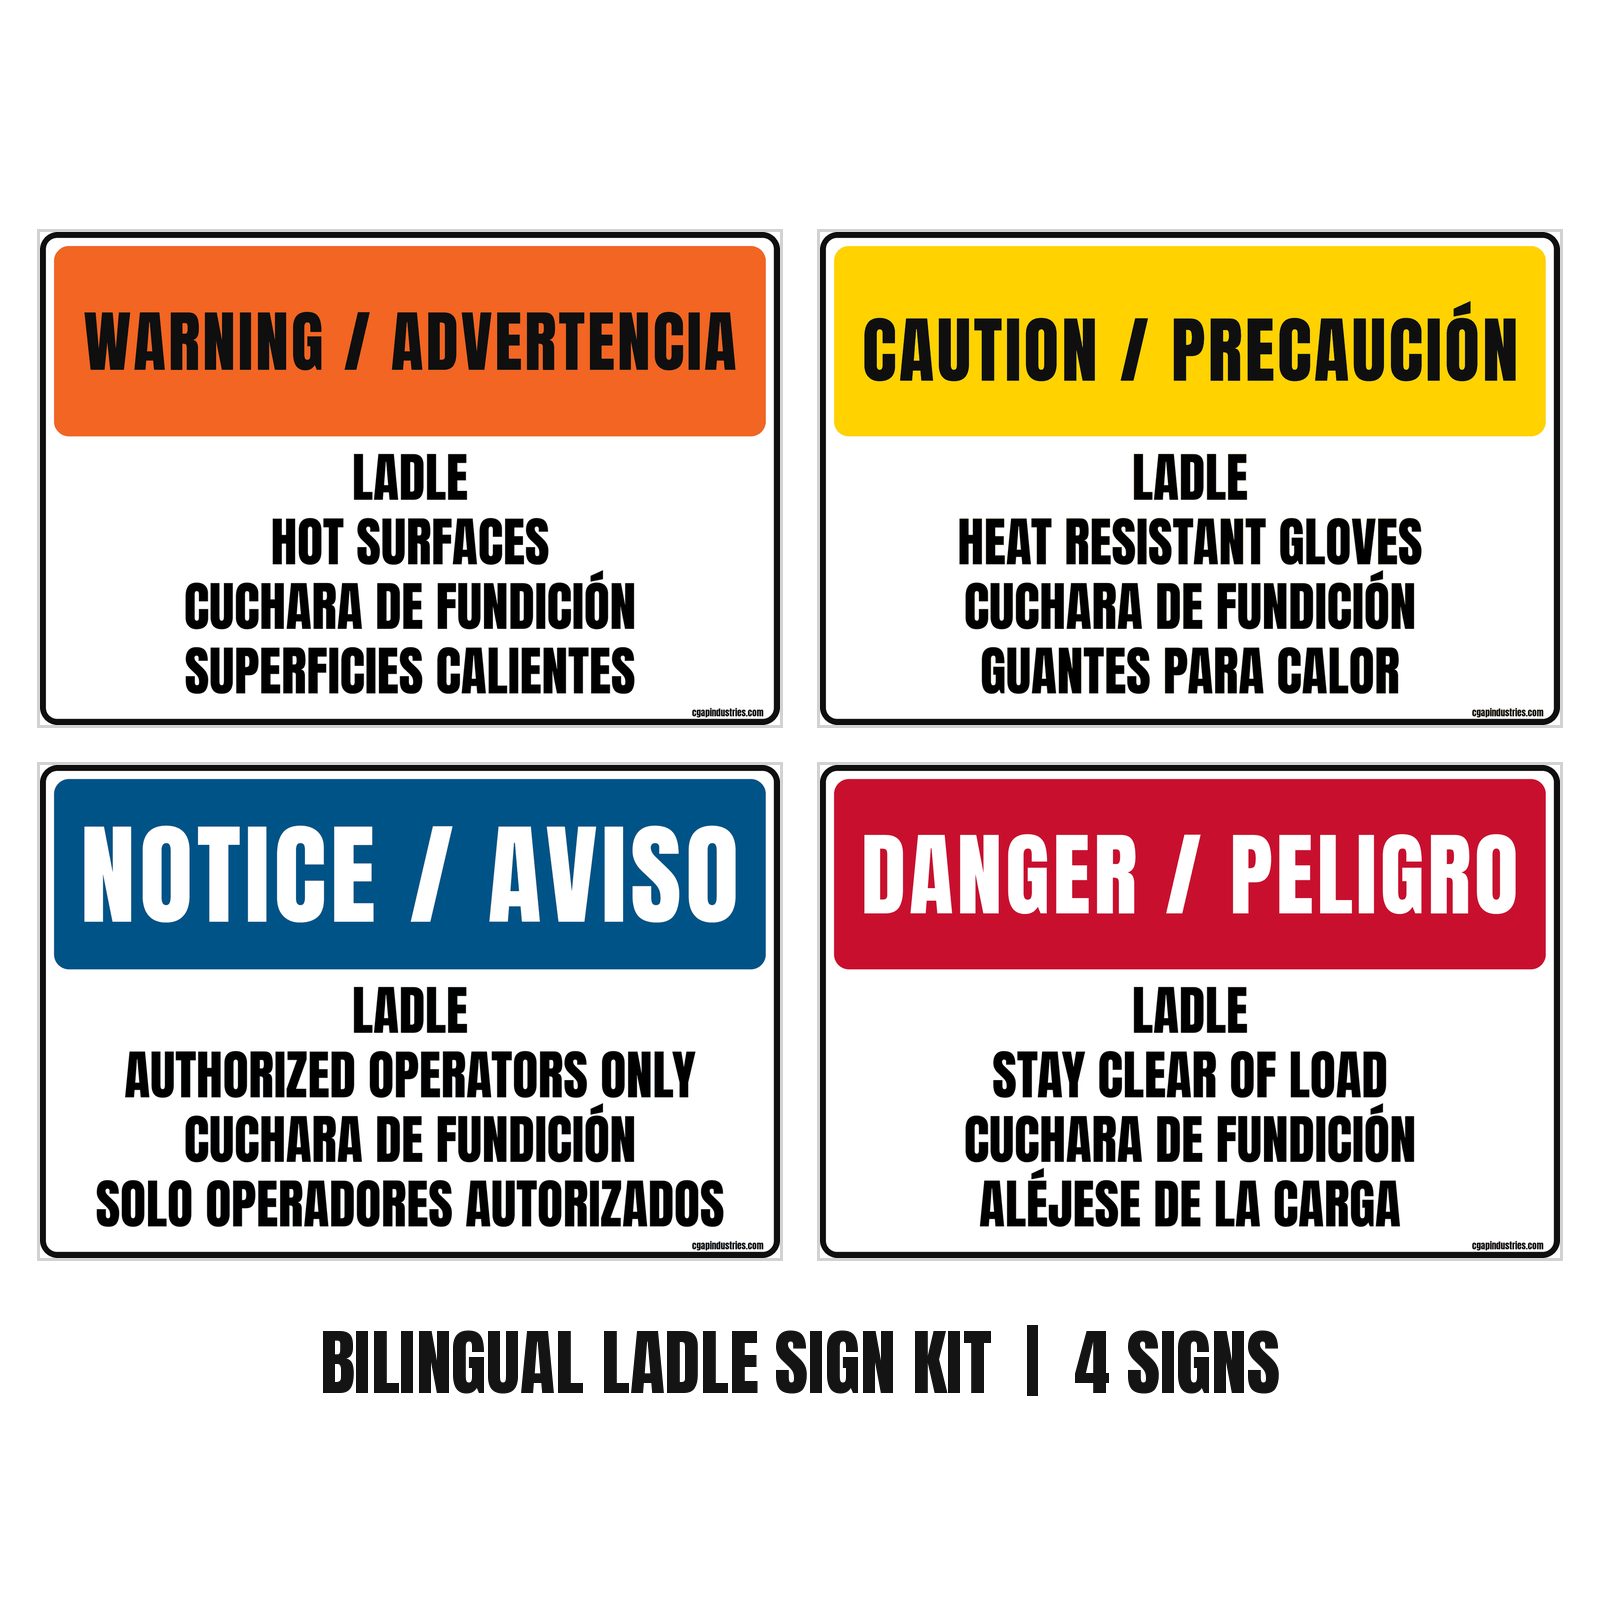 WARNING / ADVERTENCIA
LADLE
HOT SURFACES
CUCHARA DE FUNDICIÓN
SUPERFICIES CALIENTES
cgapindustries.com
CAUTION / PRECAUCIÓN
LADLE
HEAT RESISTANT GLOVES
CUCHARA DE FUNDICIÓN
GUANTES PARA CALOR
cgapindustries.com
NOTICE / AVISO
LADLE
AUTHORIZED OPERATORS ONLY
CUCHARA DE FUNDICIÓN
SOLO OPERADORES AUTORIZADOS
cgapindustries.com
DANGER / PELIGRO
LADLE
STAY CLEAR OF LOAD
CUCHARA DE FUNDICIÓN
ALÉJESE DE LA CARGA
cgapindustries.com
BILINGUAL LADLE SIGN KIT | 4 SIGNS